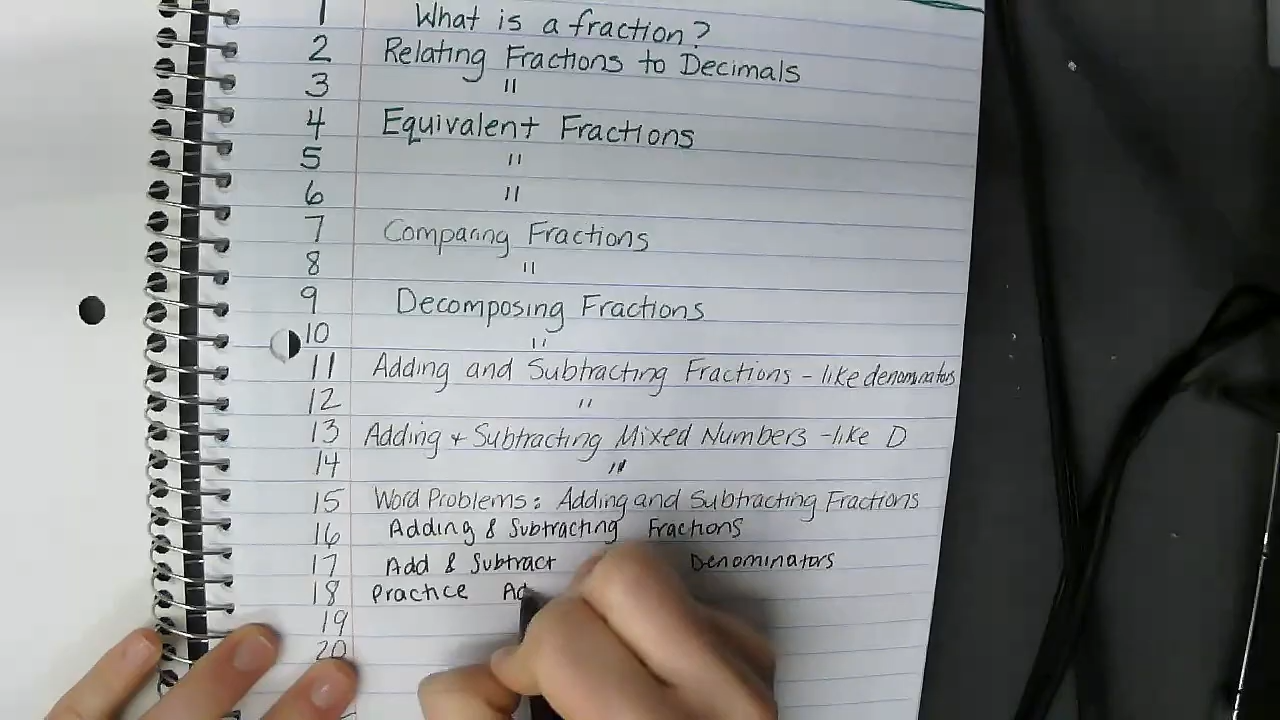 1 What is a fraction?
2 Relating Fractions to Decimals
3 "
4 Equivalent Fractions
5 "
6 "
7 Comparing Fractions
8 "
9 Decomposing Fractions
10 "
11 Adding and Subtracting Fractions - like denominators
12 "
13 Adding + Subtracting Mixed Numbers - like D
14 "
15 Word Problems: Adding and Subtracting Fractions
16 Adding & Subtracting Fractions
17 Add & Subtract Denominators
18 Practice Ad
19
20